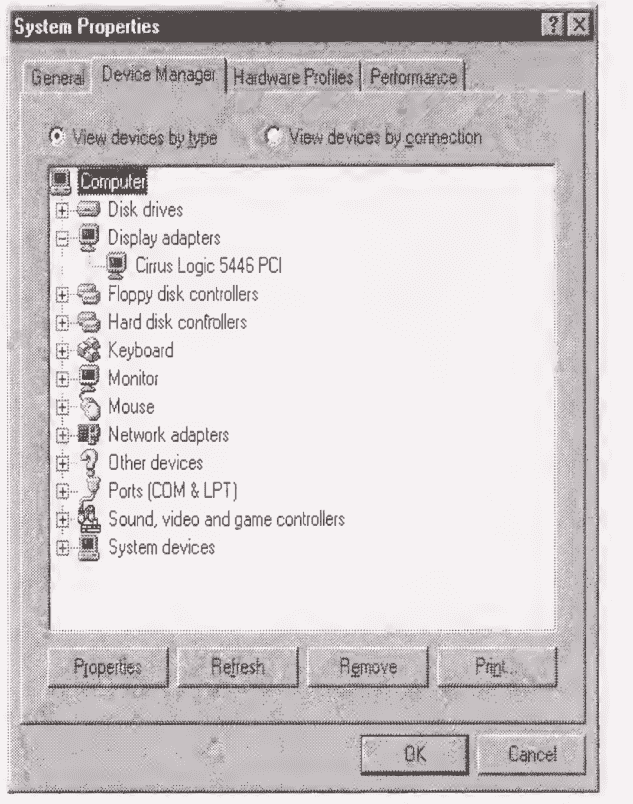 System Properties
General Device Manager Hardware Profiles Performance
View devices by type View devices by connection
Computer
Disk drives
Display adapters
Cirrus Logic 5446 PCI
Floppy disk controllers
Hard disk controllers
Keyboard
Monitor
Mouse
Network adapters
Other devices
Ports (COM & LPT)
Sound, video and game controllers
System devices
Properties Refresh Remove Print...
OK Cancel